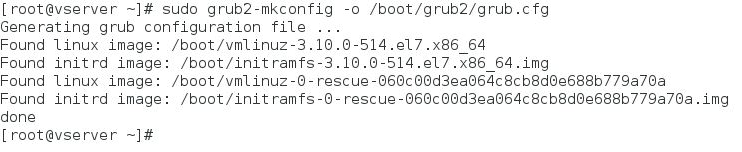 [root@vserver ~]# sudo grub2-mkconfig -o /boot/grub2/grub.cfg
Generating grub configuration file ...
Found linux image: /boot/vmlinuz-3.10.0-514.el7.x86_64
Found initrd image: /boot/initramfs-3.10.0-514.el7.x86_64.img
Found linux image: /boot/vmlinuz-0-rescue-060c00d3ea064c8cb8d0e688b779a70a
Found initrd image: /boot/initramfs-0-rescue-060c00d3ea064c8cb8d0e688b779a70a.img
done
[root@vserver ~]#